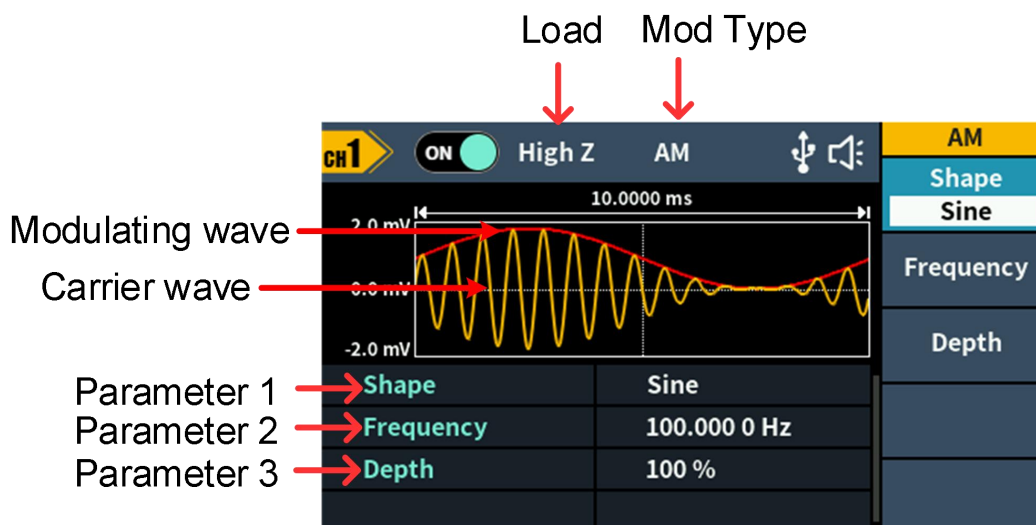 Load Mod Type
CH1 ON High Z AM AM
Shape
Sine
10.0000 ms
2.0 mV
Modulating wave
Frequency
Carrier wave
0.0 mV
Depth
-2.0 mV
Parameter 1 Shape Sine
Parameter 2 Frequency 100.000 0 Hz
Parameter 3 Depth 100 %